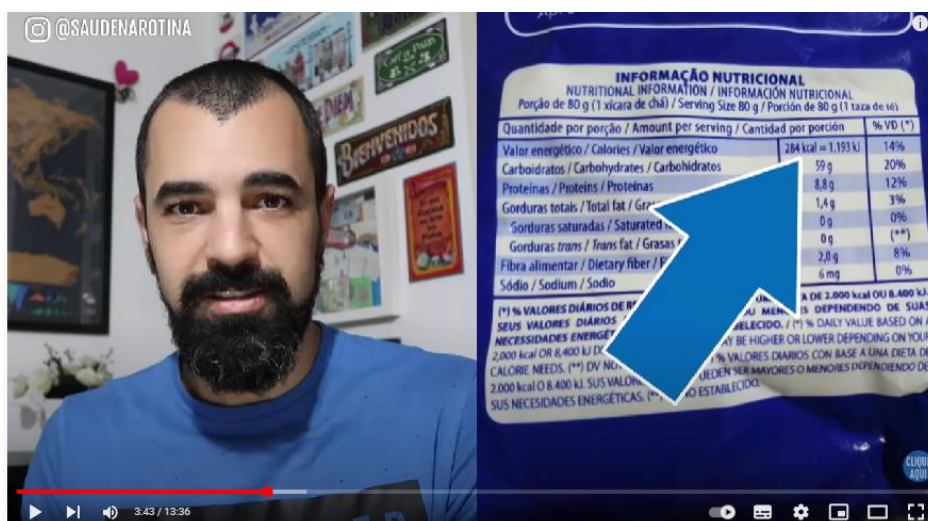 @SAUDENAROTINA
Café no Paris
BIENVENIDOS
INFORMAÇÃO NUTRICIONAL
NUTRITIONAL INFORMATION / INFORMACIÓN NUTRICIONAL
Porção de 80 g (1 xícara de chá) / Serving Size 80 g / Porción de 80 g (1 taza de té)
Quantidade por porção / Amount per serving / Cantidad por porción % VD (*)
Valor energético / Calories / Valor energético 284 kcal = 1.193 kJ 14%
Carboidratos / Carbohydrates / Carbohidratos 59 g 20%
Proteínas / Proteins / Proteínas 8,8 g 12%
Gorduras totais / Total fat / 1,4 g 3%
Gorduras saturadas / Saturated 0 g 0%
Gorduras trans / Trans fat / Grasas 0 g (**)
Fibra alimentar / Dietary fiber / 2,0 g 8%
Sódio / Sodium / Sodio 6 mg 0%
(*) % VALORES DIÁRIOS DE DE 2.000 kcal OU 8.400 kJ.
SEUS VALORES DIÁRIOS DEPENDENDO DE SUAS
NECESSIDADES / (*) % DAILY VALUE BASED ON A
2,000 kcal OR 8,400 kJ BE HIGHER OR LOWER DEPENDING ON YOUR
CALORIE NEEDS. (**) DV % VALORES DIARIOS CON BASE A UNA DIETA DE
2.000 kcal O 8.400 kJ. SUS SER MAYORES O MENORES DEPENDIENDO DE
SUS NECESIDADES ENERGÉTICAS. ESTABLECIDO.
CLIQUE
AQUI
3:43 / 13:36